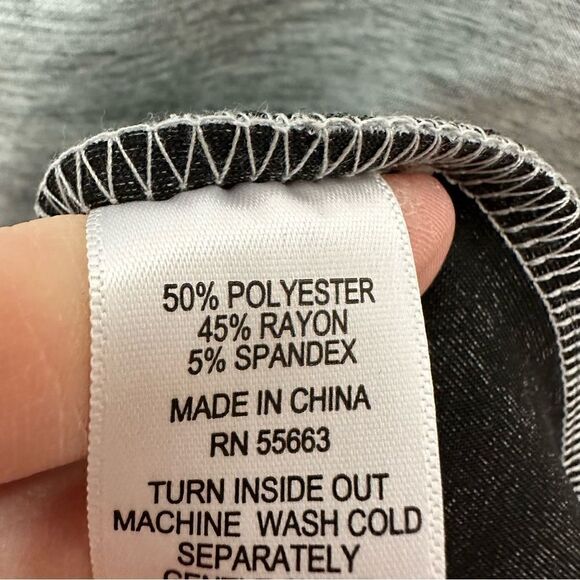 50% POLYESTER
45% RAYON
5% SPANDEX
MADE IN CHINA
RN 55663
TURN INSIDE OUT
MACHINE WASH COLD
SEPARATELY